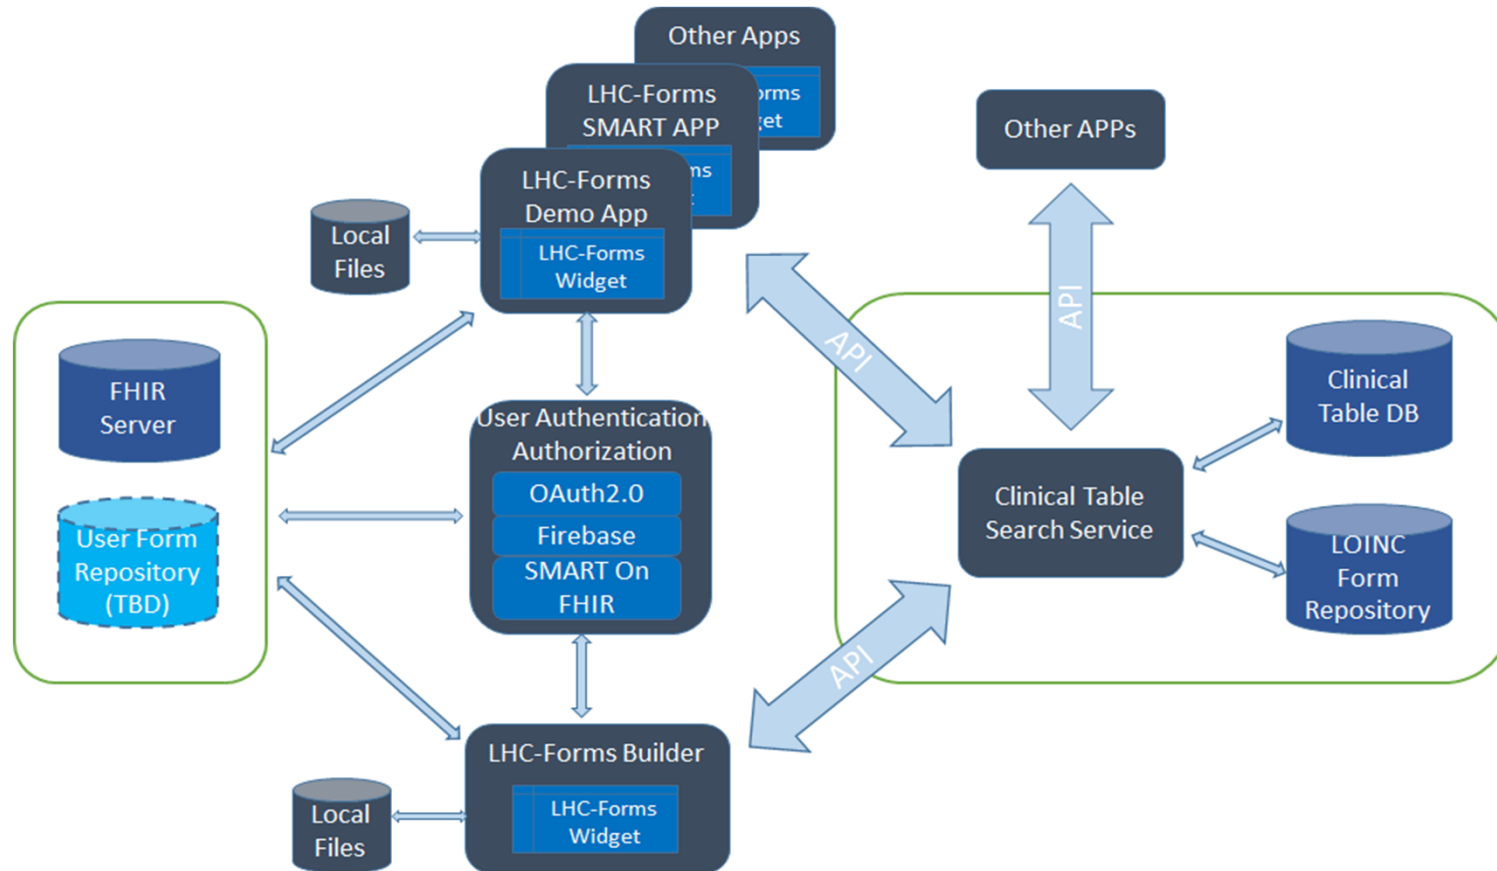 Other Apps
LHC-Forms
SMART APP
LHC-Forms
Demo App
LHC-Forms
Widget
Local
Files
Other APPs
API
API
FHIR
Server
User Form
Repository
(TBD)
User Authentication
Authorization
OAuth2.0
Firebase
SMART On
FHIR
Clinical Table
Search Service
Clinical
Table DB
LOINC
Form
Repository
API
LHC-Forms Builder
LHC-Forms
Widget
Local
Files